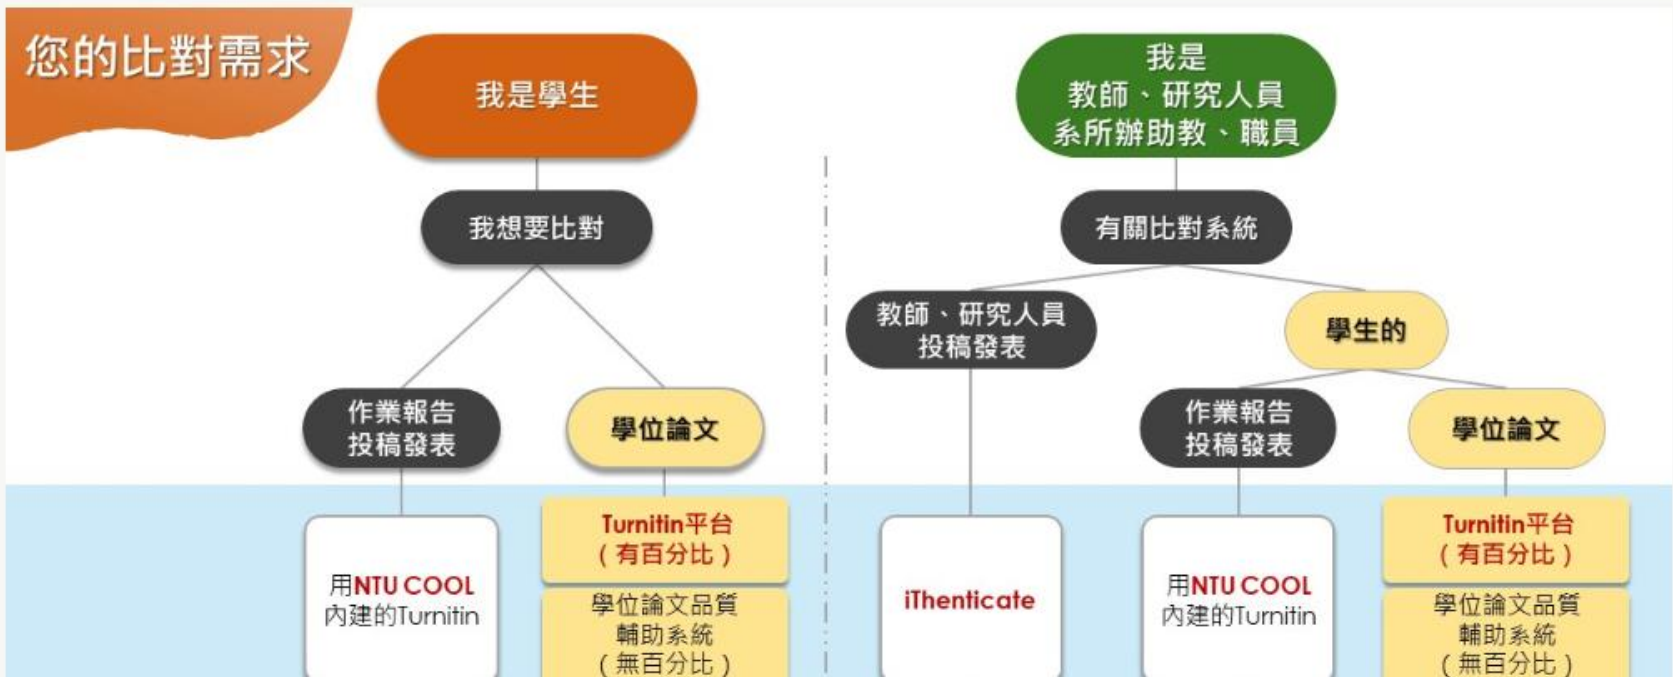 您的比對需求
我是學生
我想要比對
作業報告
投稿發表
學位論文
用NTU COOL
內建的Turnitin
Turnitin平台
（有百分比）
學位論文品質
輔助系統
（無百分比）
我是
教師、研究人員
系所辦助教、職員
有關比對系統
教師、研究人員
投稿發表
學生的
作業報告
投稿發表
學位論文
iThenticate
用NTU COOL
內建的Turnitin
Turnitin平台
（有百分比）
學位論文品質
輔助系統
（無百分比）